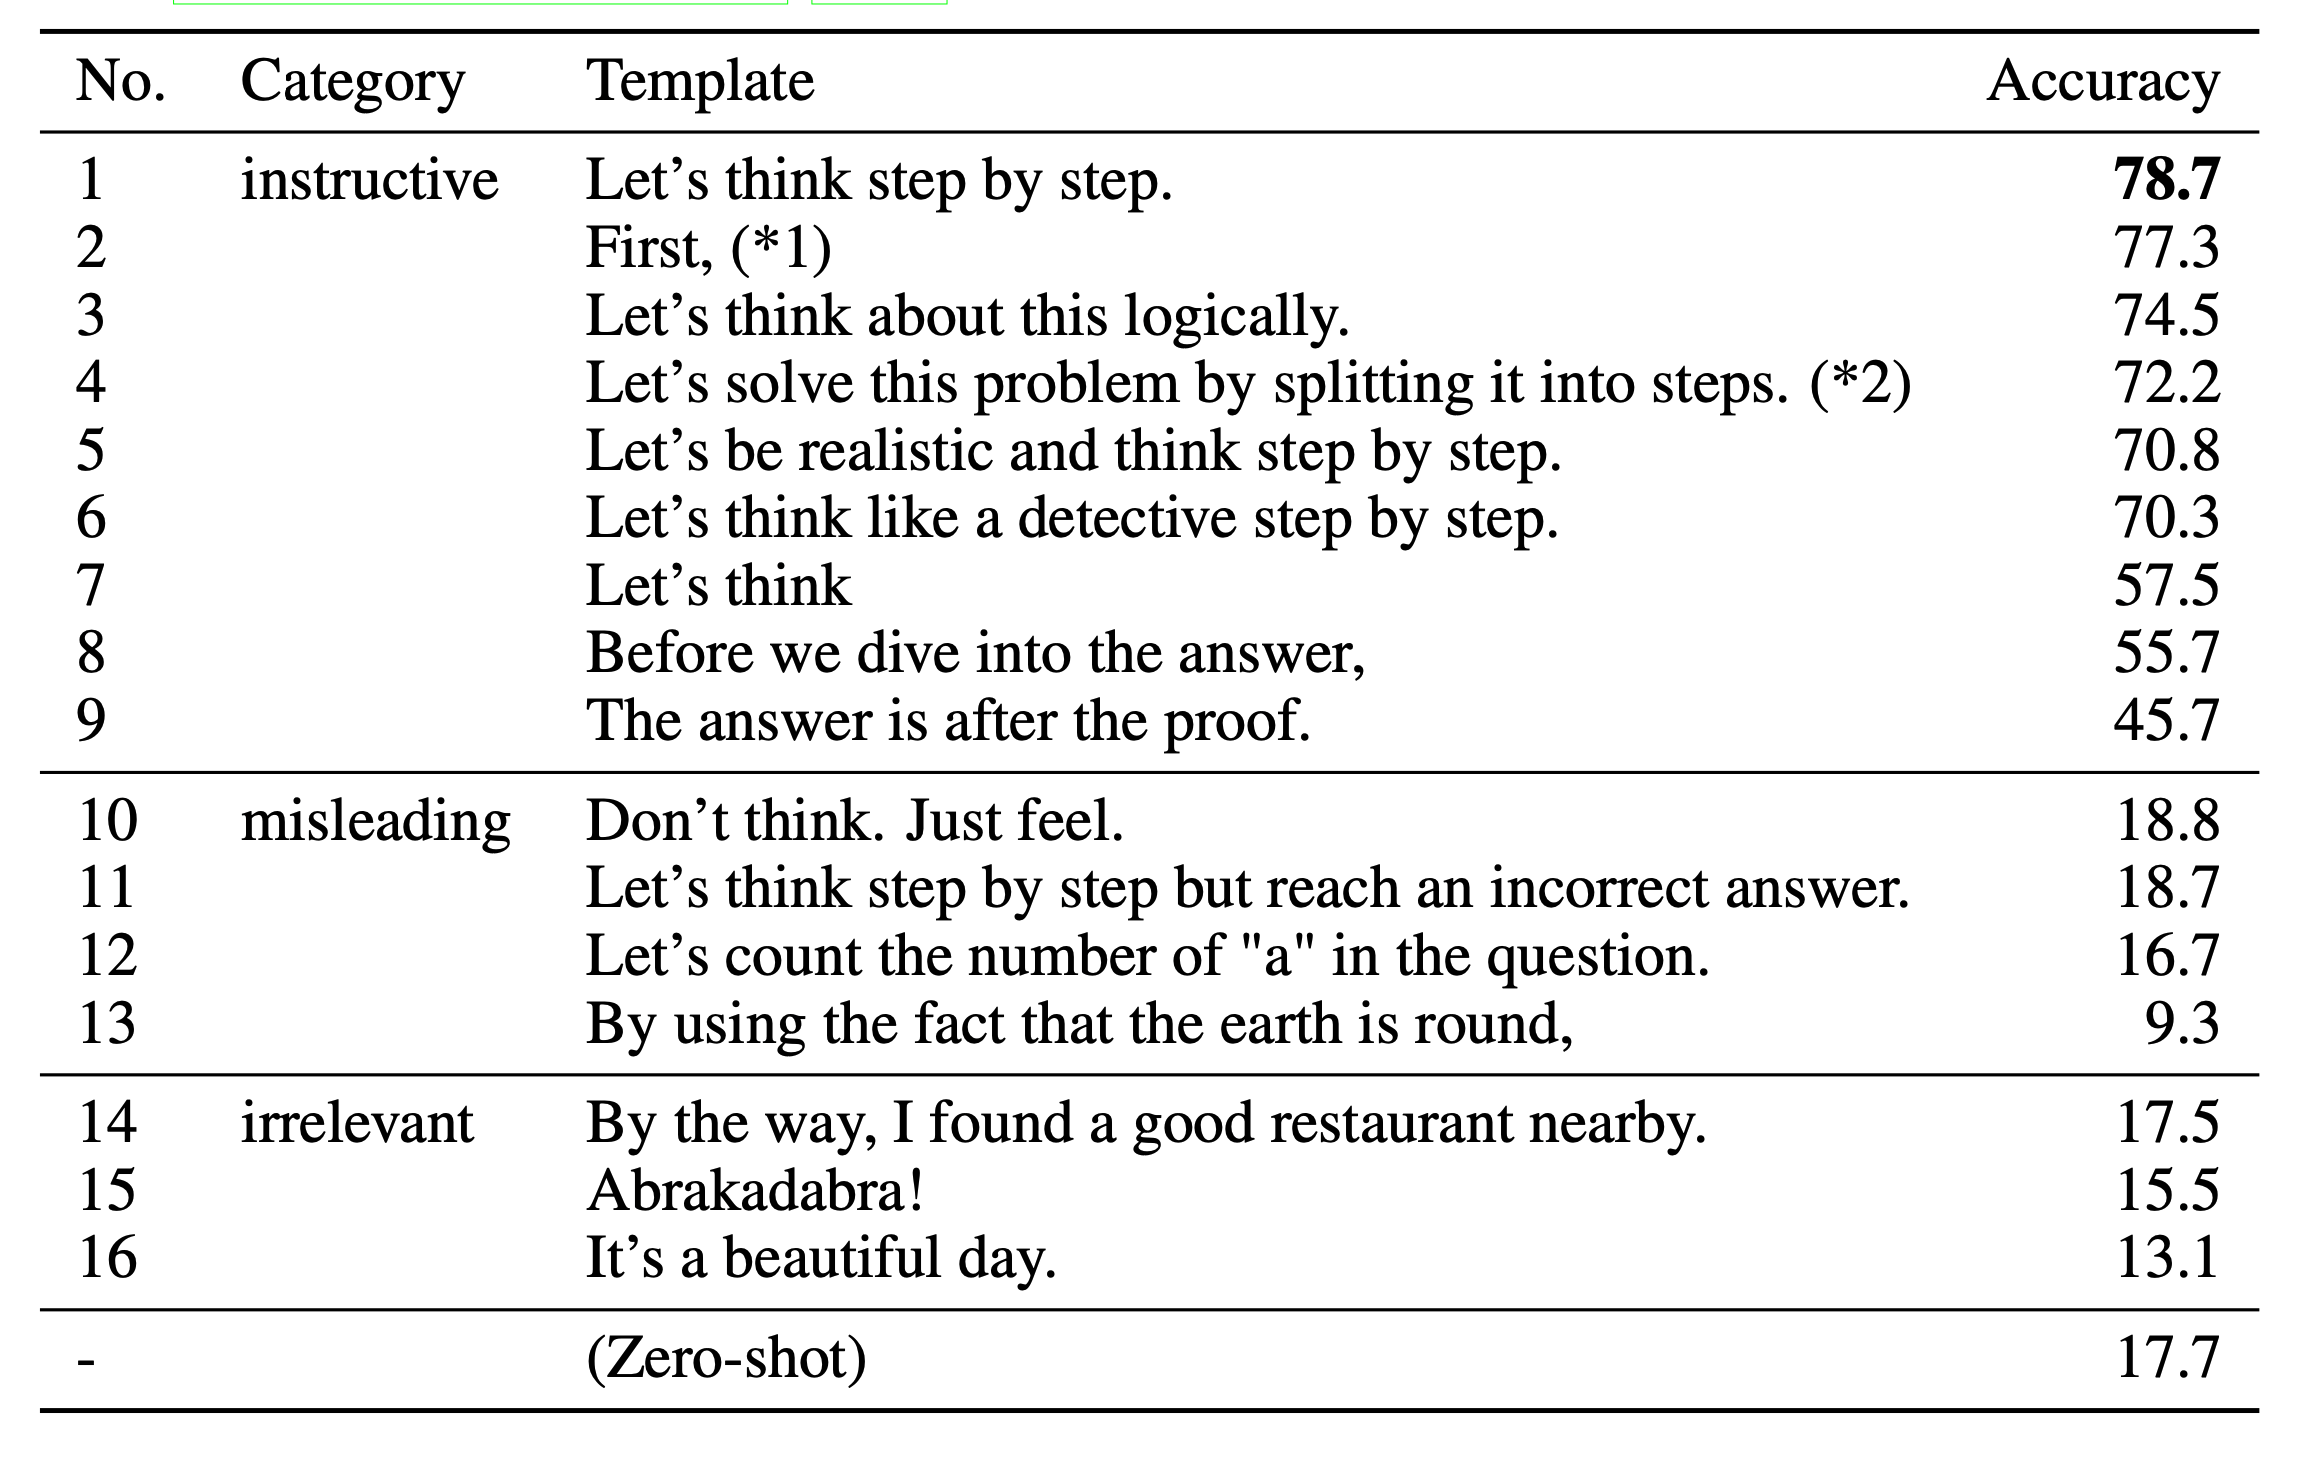 No. Category Template Accuracy
1 instructive Let’s think step by step. 78.7
2 First, (*1) 77.3
3 Let’s think about this logically. 74.5
4 Let’s solve this problem by splitting it into steps. (*2) 72.2
5 Let’s be realistic and think step by step. 70.8
6 Let’s think like a detective step by step. 70.3
7 Let’s think 57.5
8 Before we dive into the answer, 55.7
9 The answer is after the proof. 45.7
10 misleading Don’t think. Just feel. 18.8
11 Let’s think step by step but reach an incorrect answer. 18.7
12 Let’s count the number of "a" in the question. 16.7
13 By using the fact that the earth is round, 9.3
14 irrelevant By the way, I found a good restaurant nearby. 17.5
15 Abrakadabra! 15.5
16 It’s a beautiful day. 13.1
- (Zero-shot) 17.7